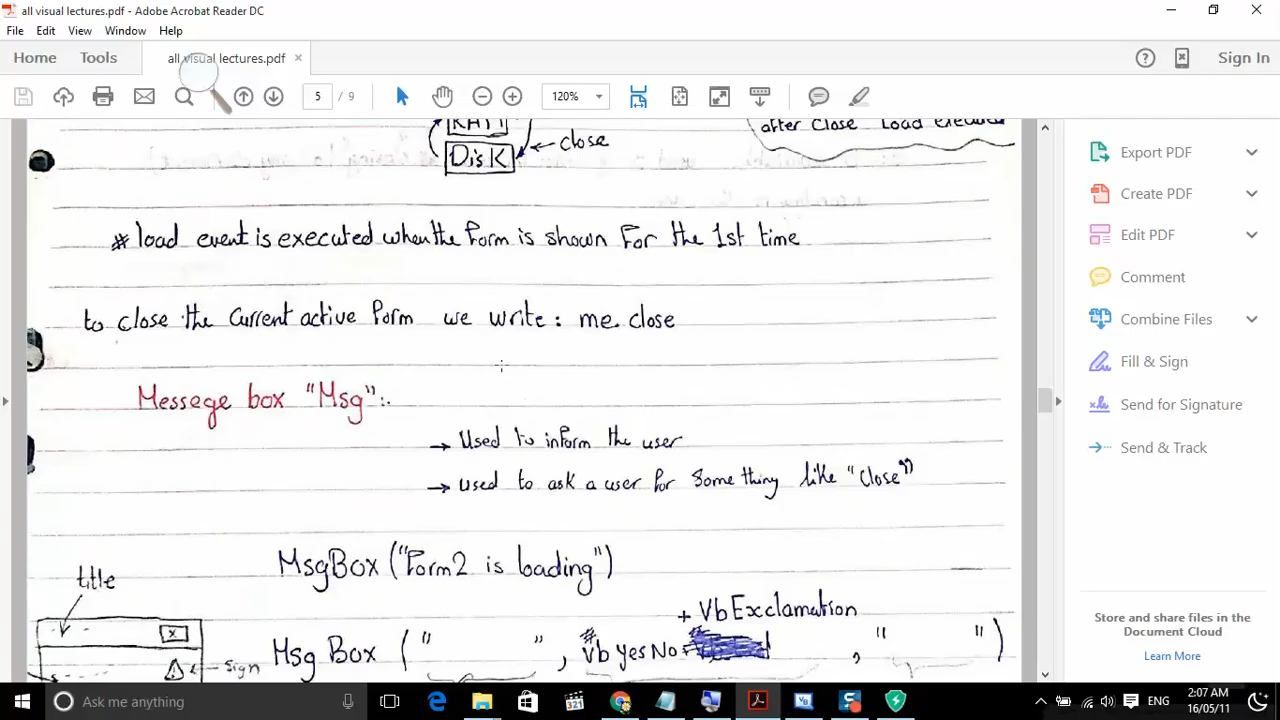 all visual lectures.pdf - Adobe Acrobat Reader DC
File Edit View Window Help
Home Tools all visual lectures.pdf × Sign In
5 / 9 120%
after Close Load
Disk
close
* load event is executed when the form is shown For the 1st time
to close the Current active form we write : me.close
Messege box "Msg":.
→ Used to inform the user
→ used to ask a user for Some thing like "Close"
MsgBox ("Form2 is loading")
title
+ Vb Exclamation
Msg Box (" ", Vb YesNo , " ")
x
sign
Export PDF
Create PDF
Edit PDF
Comment
Combine Files
Fill & Sign
Send for Signature
Send & Track
Store and share files in the
Document Cloud
Learn More
Ask me anything
321
ENG
2:07 AM
16/05/11